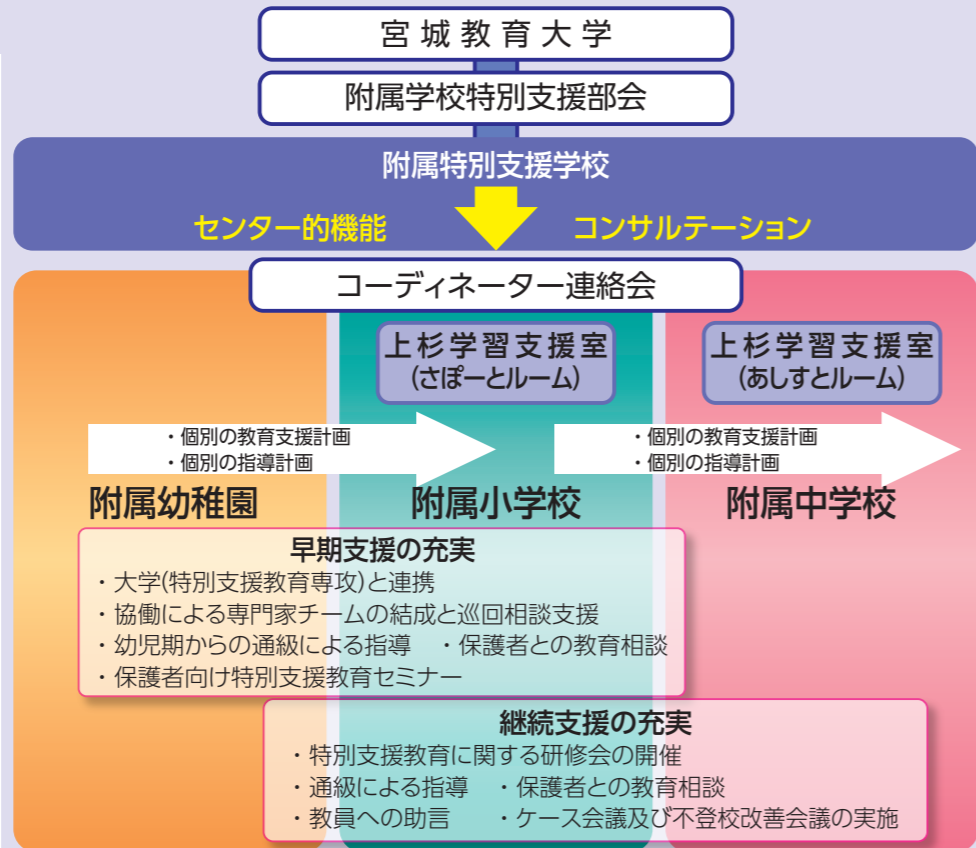 宮城教育大学
附属学校特別支援部会
附属特別支援学校
センター的機能
コンサルテーション
コーディネーター連絡会
上杉学習支援室
(さぽーとルーム)
上杉学習支援室
(あしすとルーム)
・個別の教育支援計画
・個別の指導計画
・個別の教育支援計画
・個別の指導計画
附属幼稚園
附属小学校
附属中学校
早期支援の充実
・大学(特別支援教育専攻)と連携
・協働による専門家チームの結成と巡回相談支援
・幼児期からの通級による指導 ・保護者との教育相談
・保護者向け特別支援教育セミナー
継続支援の充実
・特別支援教育に関する研修会の開催
・通級による指導 ・保護者との教育相談
・教員への助言 ・ケース会議及び不登校改善会議の実施